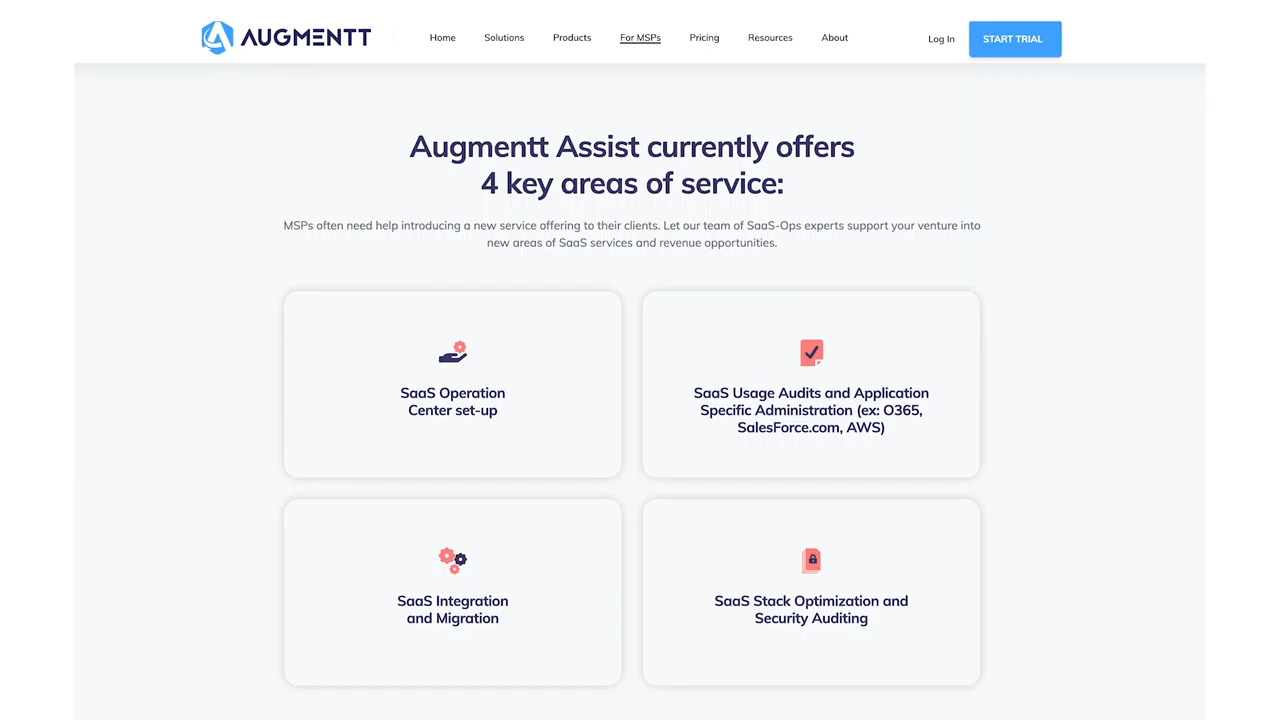 AUGMENTT
Home
Solutions
Products
For MSPs
Pricing
Resources
About
Log In
START TRIAL
Augmentt Assist currently offers
4 key areas of service:
MSPs often need help introducing a new service offering to their clients. Let our team of SaaS-Ops experts support your venture into
new areas of SaaS services and revenue opportunities.
SaaS Operation
Center set-up
SaaS Usage Audits and Application
Specific Administration (ex: O365,
SalesForce.com, AWS)
SaaS Integration
and Migration
SaaS Stack Optimization and
Security Auditing